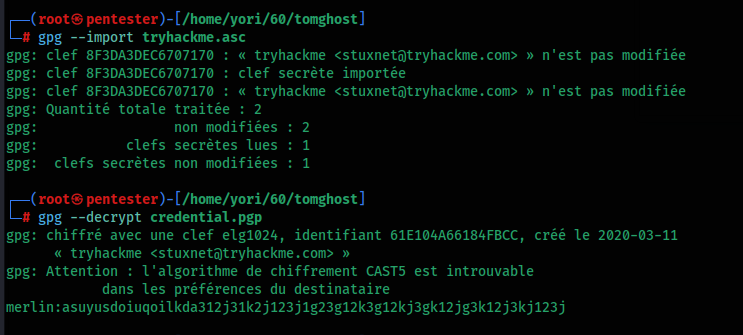 ┌──(root㉿pentester)-[/home/yori/60/tomghost]
└─# gpg --import tryhackme.asc
gpg: clef 8F3DA3DEC6707170 : « tryhackme <stuxnet@tryhackme.com> » n'est pas modifiée
gpg: clef 8F3DA3DEC6707170 : clef secrète importée
gpg: clef 8F3DA3DEC6707170 : « tryhackme <stuxnet@tryhackme.com> » n'est pas modifiée
gpg: Quantité totale traitée : 2
gpg:                 non modifiées : 2
gpg:           clefs secrètes lues : 1
gpg:  clefs secrètes non modifiées : 1
┌──(root㉿pentester)-[/home/yori/60/tomghost]
└─# gpg --decrypt credential.pgp
gpg: chiffré avec une clef elg1024, identifiant 61E104A66184FBCC, créé le 2020-03-11
      « tryhackme <stuxnet@tryhackme.com> »
gpg: Attention : l'algorithme de chiffrement CAST5 est introuvable
            dans les préférences du destinataire
merlin:asuyusdoiuqoilkda312j31k2j123j1g23g12k3g12kj3gk12jg3k12j3kj123j